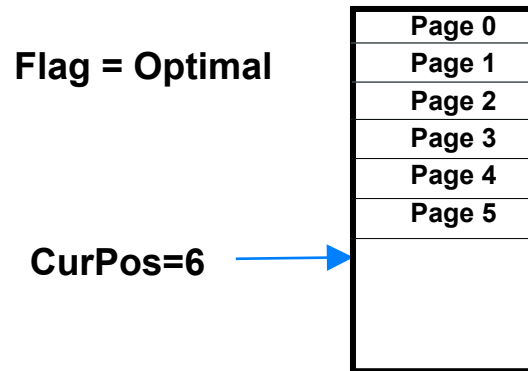 Page 0
Flag = Optimal
Page 1
Page 2
Page 3
Page 4
Page 5
CurPos=6